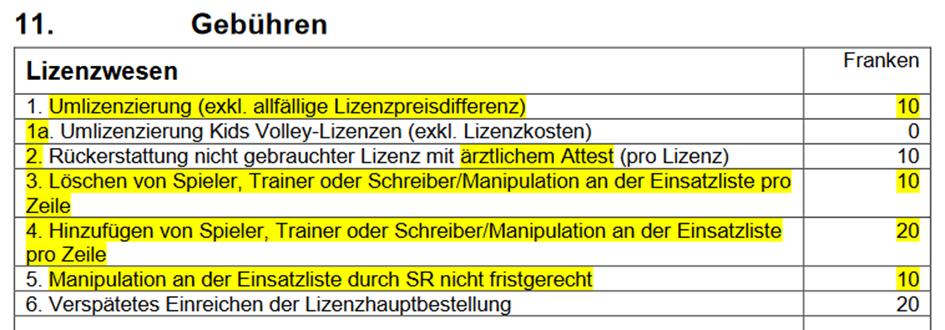 11. Gebühren
Lizenzwesen Franken
1. Umlizenzierung (exkl. allfällige Lizenzpreisdifferenz) 10
1a. Umlizenzierung Kids Volley-Lizenzen (exkl. Lizenzkosten) 0
2. Rückerstattung nicht gebrauchter Lizenz mit ärztlichem Attest (pro Lizenz) 10
3. Löschen von Spieler, Trainer oder Schreiber/Manipulation an der Einsatzliste pro 10
Zeile
4. Hinzufügen von Spieler, Trainer oder Schreiber/Manipulation an der Einsatzliste 20
pro Zeile
5. Manipulation an der Einsatzliste durch SR nicht fristgerecht 10
6. Verspätetes Einreichen der Lizenzhauptbestellung 20